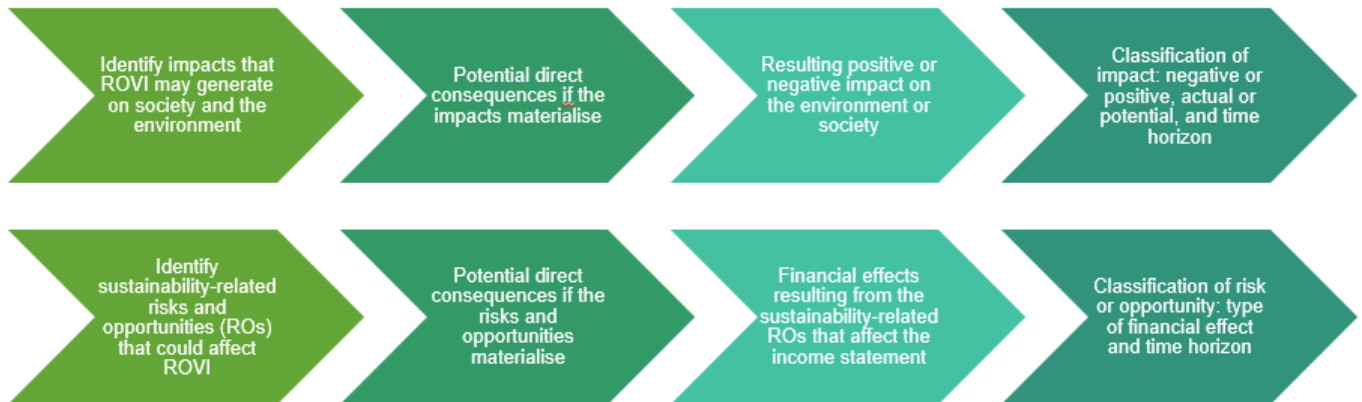 Identify impacts that
ROVI may generate
on society and the
environment
Potential direct
consequences if the
impacts materialise
Resulting positive or
negative impact on
the environment or
society
Classification of
impact: negative or
positive, actual or
potential, and time
horizon
Identify
sustainability-related
risks and
opportunities (ROs)
that could affect
ROVI
Potential direct
consequences if the
risks and
opportunities
materialise
Financial effects
resulting from the
sustainability-related
ROs that affect the
income statement
Classification of risk
or opportunity: type
of financial effect
and time horizon